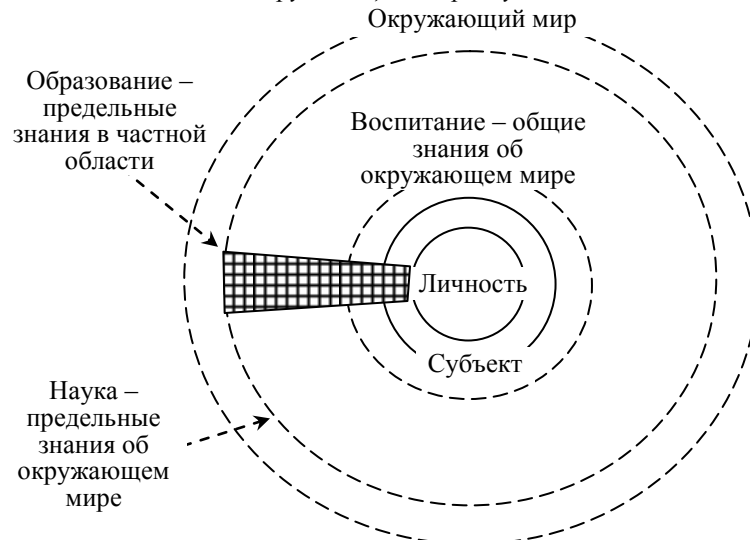 Окружающий мир
Образование –
предельные
знания в частной
области
Воспитание – общие
знания об
окружающем мире
Личность
Субъект
Наука –
предельные
знания об
окружающем
мире